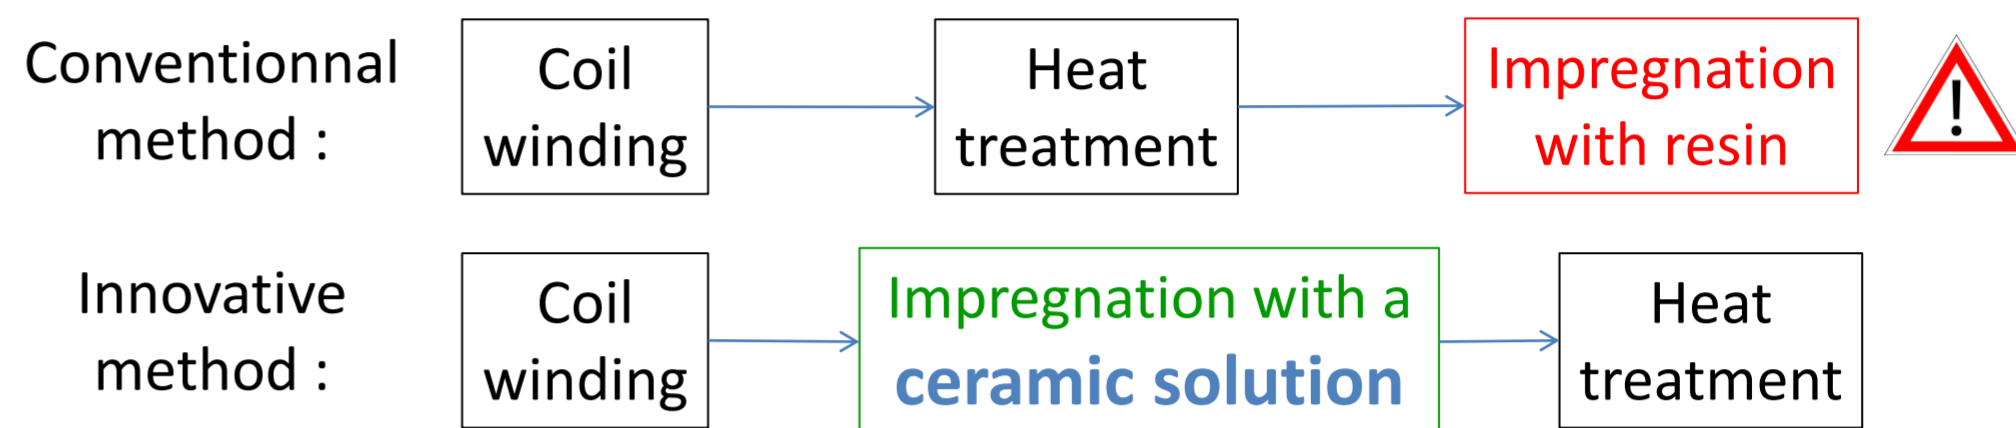 Conventionnal
method :
Coil
winding
Heat
treatment
Impregnation
with resin
!
Innovative
method :
Coil
winding
Impregnation with a
ceramic solution
Heat
treatment